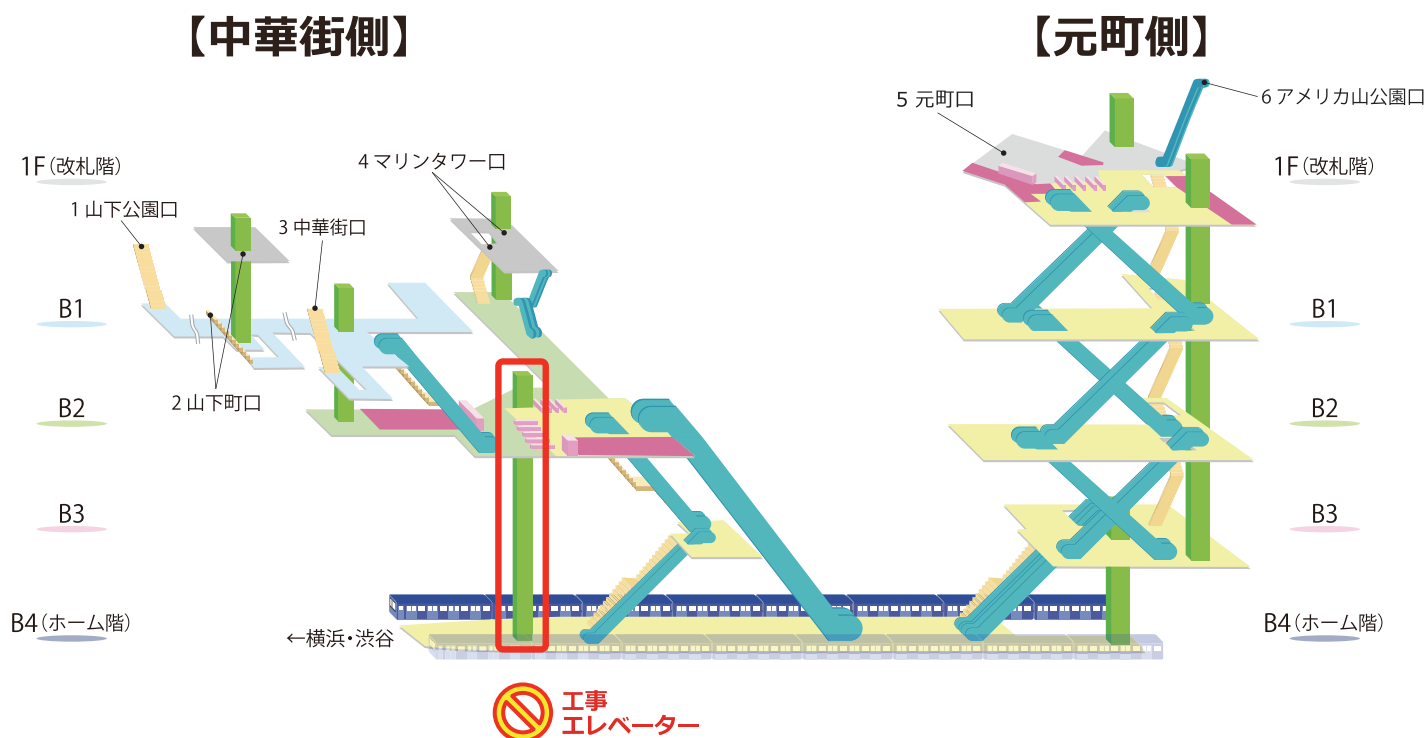 【中華街側】
【元町側】
6 アメリカ山公園口
5 元町口
4 マリンタワー口
1F（改札階）
1F（改札階）
1 山下公園口
3 中華街口
B1
B1
2 山下町口
B2
B2
B3
B3
B4（ホーム階）
←横浜・渋谷
B4（ホーム階）
工事
エレベーター